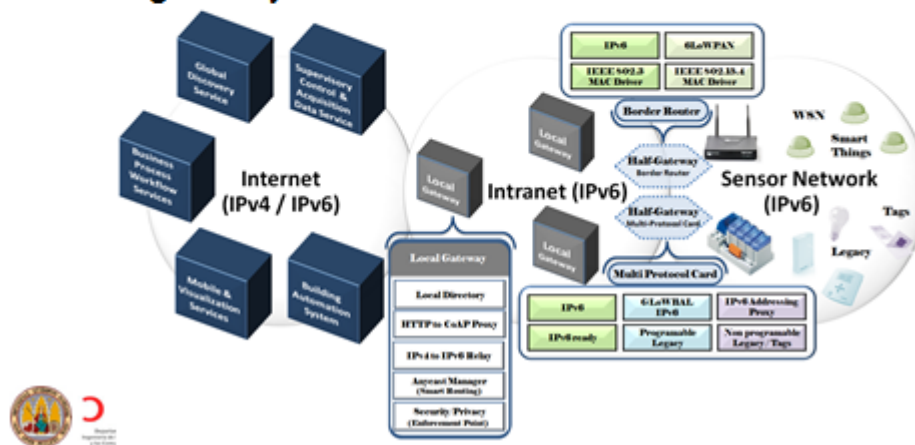 IPv6
6LoWPAN
IEEE 802.3
MAC Driver
IEEE 802.15.4
MAC Driver
Border Router
Global
Discovery
Service
Supervisory
Control &
Acquisition
Data Service
Business
Process
Workflow
Services
Internet
(IPv4 / IPv6)
Mobile &
Visualization
Services
Building
Automation
System
Local
Gateway
Local
Gateway
Intranet (IPv6)
Local
Gateway
Half-Gateway
Border Router
Half-Gateway
Multi-Protocol Card
WSN
Smart
Things
Sensor Network
(IPv6)
Tags
Legacy
Multi Protocol Card
IPv6
6LoWBAL
IPv6
IPv6 Addressing
Proxy
IPv6 ready
Programable
Legacy
Non programable
Legacy/Tags
Local Gateway
Local Directory
HTTP to CoAP Proxy
IPv4 to IPv6 Relay
Anycast Manager
(Smart Routing)
Security/Privacy
(Enforcement Point)